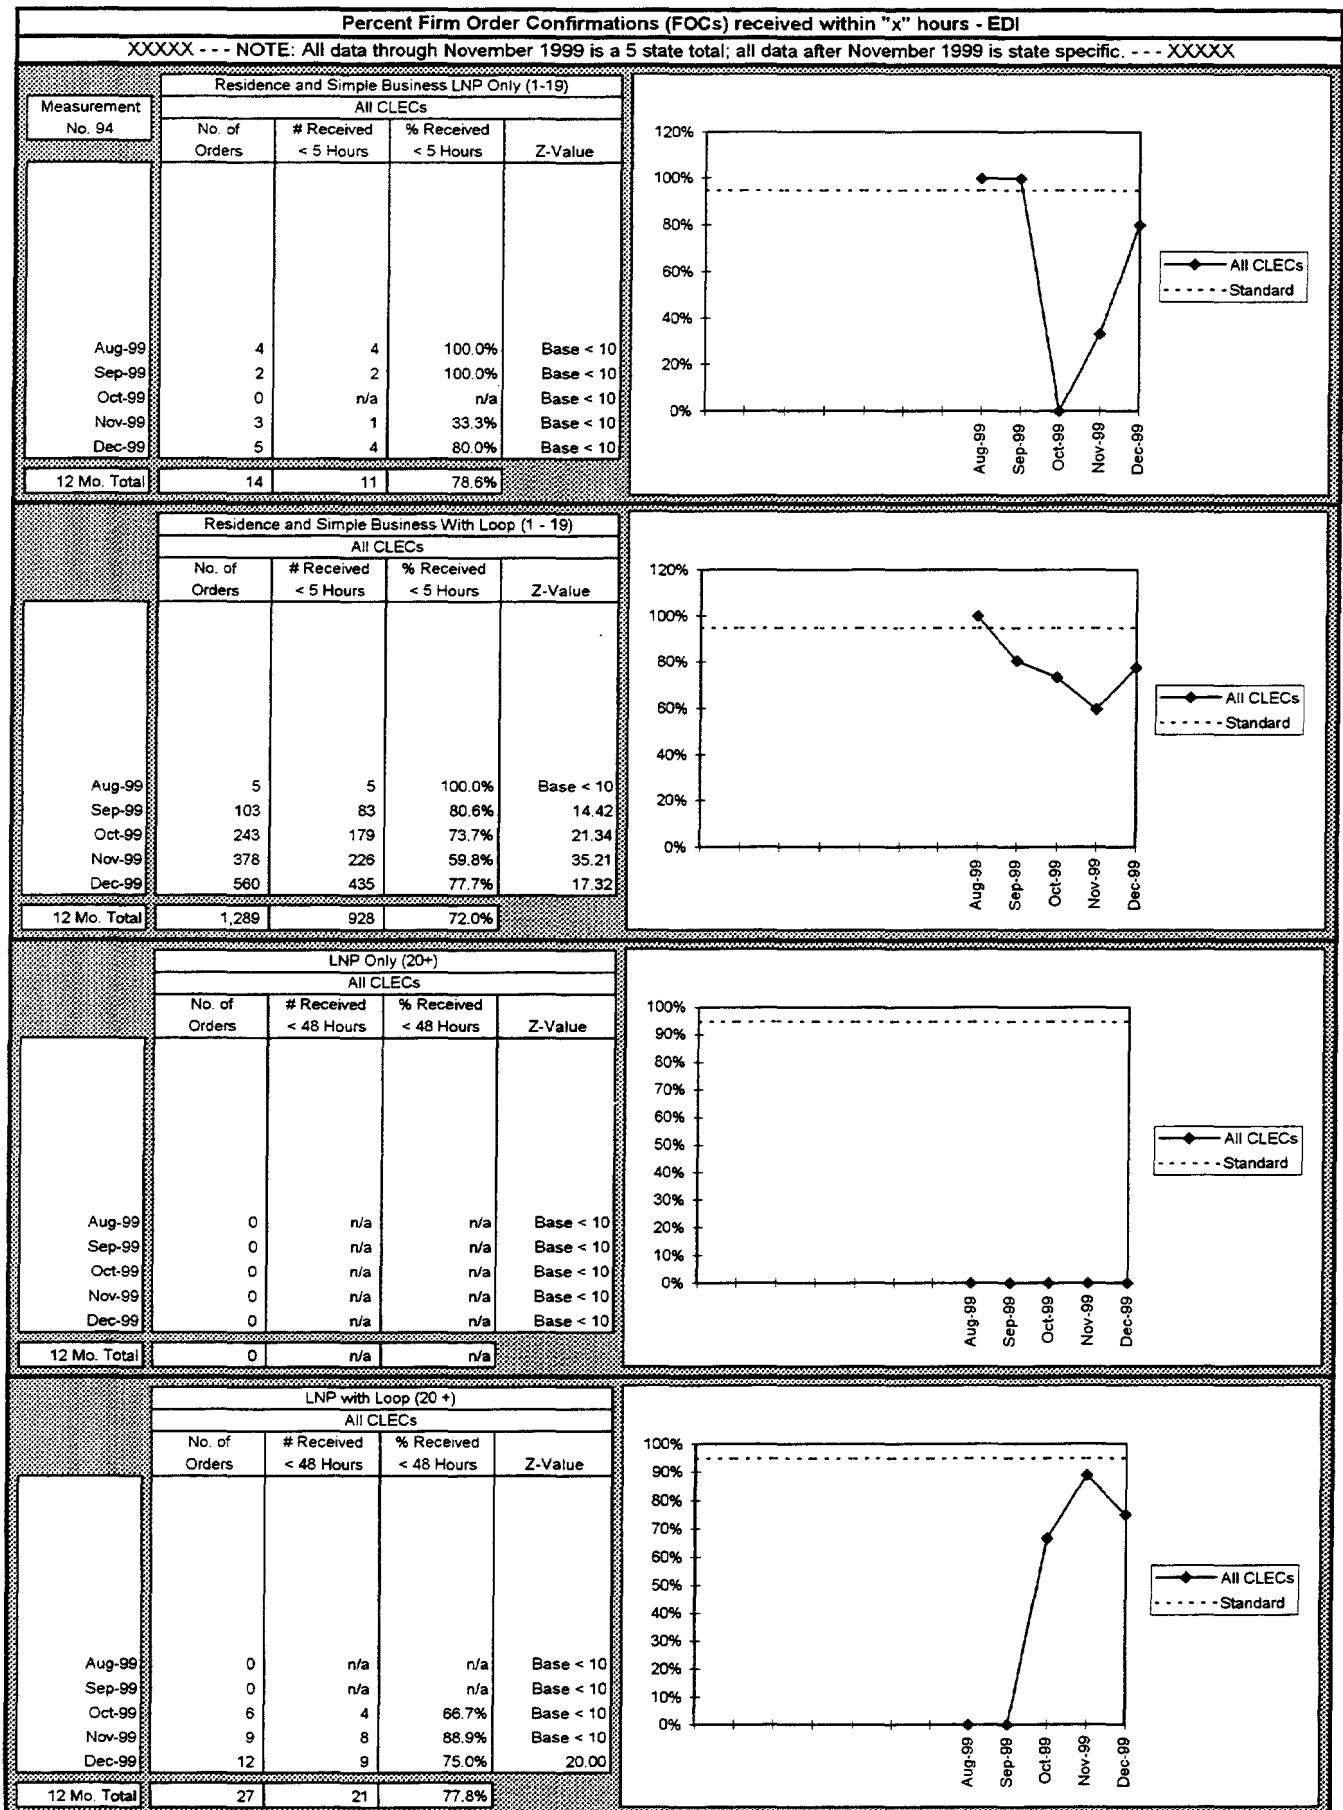 Percent Firm Order Confirmations (FOCs) received within "x" hours - EDI
XXXXX - - - NOTE: All data through November 1999 is a 5 state total; all data after November 1999 is state specific. - - - XXXXX
Measurement
No. 94
Residence and Simple Business LNP Only (1-19)
All CLECs
No. of Orders # Received < 5 Hours % Received < 5 Hours Z-Value
Aug-99 4 4 100.0% Base < 10
Sep-99 2 2 100.0% Base < 10
Oct-99 0 n/a n/a Base < 10
Nov-99 3 1 33.3% Base < 10
Dec-99 5 4 80.0% Base < 10
12 Mo. Total 14 11 78.6%
120%
100%
80%
60%
40%
20%
0%
Aug-99 Sep-99 Oct-99 Nov-99 Dec-99
All CLECs
Standard
Residence and Simple Business With Loop (1 - 19)
All CLECs
No. of Orders # Received < 5 Hours % Received < 5 Hours Z-Value
Aug-99 5 5 100.0% Base < 10
Sep-99 103 83 80.6% 14.42
Oct-99 243 179 73.7% 21.34
Nov-99 378 226 59.8% 35.21
Dec-99 560 435 77.7% 17.32
12 Mo. Total 1,289 928 72.0%
120%
100%
80%
60%
40%
20%
0%
Aug-99 Sep-99 Oct-99 Nov-99 Dec-99
All CLECs
Standard
LNP Only (20+)
All CLECs
No. of Orders # Received < 48 Hours % Received < 48 Hours Z-Value
Aug-99 0 n/a n/a Base < 10
Sep-99 0 n/a n/a Base < 10
Oct-99 0 n/a n/a Base < 10
Nov-99 0 n/a n/a Base < 10
Dec-99 0 n/a n/a Base < 10
12 Mo. Total 0 n/a n/a
100%
90%
80%
70%
60%
50%
40%
30%
20%
10%
0%
Aug-99 Sep-99 Oct-99 Nov-99 Dec-99
All CLECs
Standard
LNP with Loop (20 +)
All CLECs
No. of Orders # Received < 48 Hours % Received < 48 Hours Z-Value
Aug-99 0 n/a n/a Base < 10
Sep-99 0 n/a n/a Base < 10
Oct-99 6 4 66.7% Base < 10
Nov-99 9 8 88.9% Base < 10
Dec-99 12 9 75.0% 20.00
12 Mo. Total 27 21 77.8%
100%
90%
80%
70%
60%
50%
40%
30%
20%
10%
0%
Aug-99 Sep-99 Oct-99 Nov-99 Dec-99
All CLECs
Standard